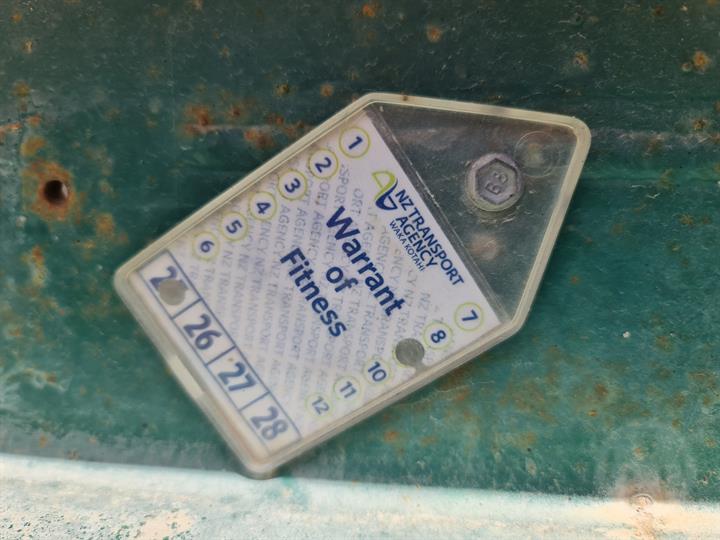 1
2
3
4
5
6
NZ TRANSPORT
AGENCY
WAKA KOTAHI
Warrant
of
Fitness
7
8
10
11
12
26 27 28